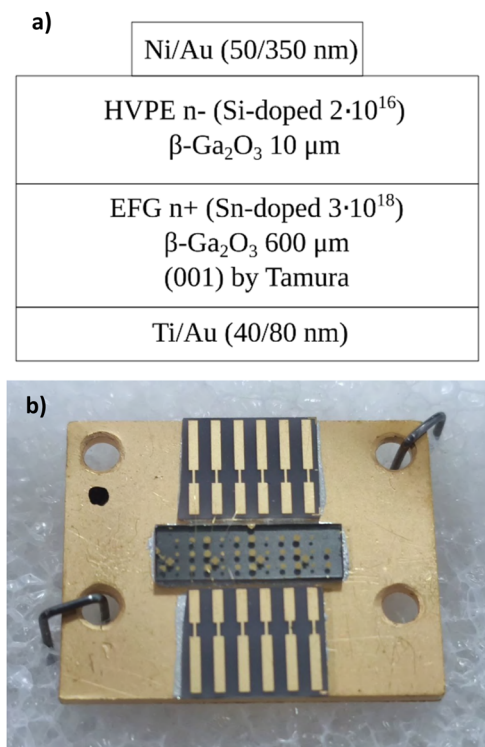 a)
Ni/Au (50/350 nm)
HVPE n- (Si-doped 2·10¹⁶)
β-Ga₂O₃ 10 μm
EFG n+ (Sn-doped 3·10¹⁸)
β-Ga₂O₃ 600 μm
(001) by Tamura
Ti/Au (40/80 nm)
b)